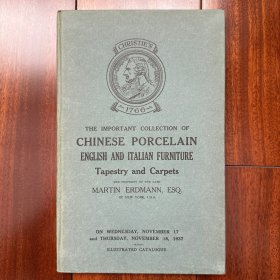 CHRISTIE'S
1766
THE IMPORTANT COLLECTION OF
CHINESE PORCELAIN
ENGLISH AND ITALIAN FURNITURE
Tapestry and Carpets
THE PROPERTY OF THE LATE
MARTIN ERDMANN, ESQ.
OF NEW YORK, U.S.A.
ON WEDNESDAY, NOVEMBER 17
and THURSDAY, NOVEMBER 18, 1937
ILLUSTRATED CATALOGUE